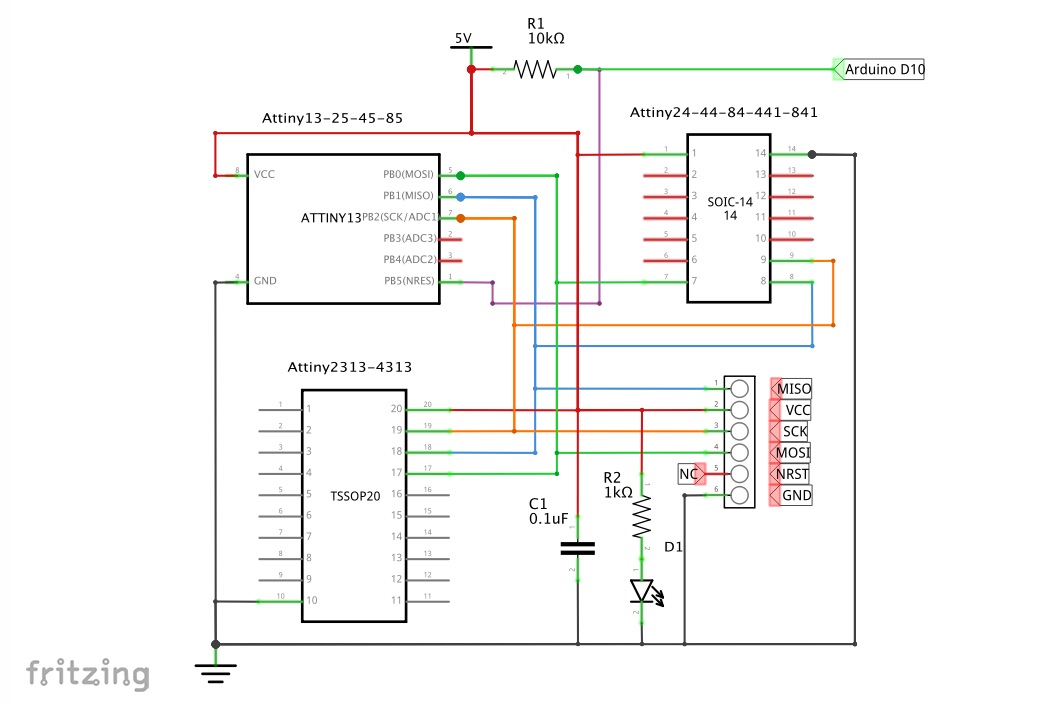 5V
R1
10kΩ
2
1
Arduino D10
Attiny13-25-45-85
8
VCC
4
GND
ATTINY13
PB0(MOSI)
5
PB1(MISO)
6
PB2(SCK/ADC1
7
PB3(ADC3)
2
PB4(ADC2)
3
PB5(NRES)
1
Attiny24-44-84-441-841
SOIC-14
14
1 1 14 14
2 2 13 13
3 3 12 12
4 4 11 11
5 5 10 10
6 6 9 9
7 7 8 8
Attiny2313-4313
TSSOP20
1 1 20 20
2 2 19 19
3 3 18 18
4 4 17 17
5 5 16 16
6 6 15 15
7 7 14 14
8 8 13 13
9 9 12 12
10 10 11 11
1 MISO
2 VCC
3 SCK
4 MOSI
NC 5 NRST
6 GND
C1
0.1uF
1
2
R2
1kΩ
1
2
D1
1
2
fritzing